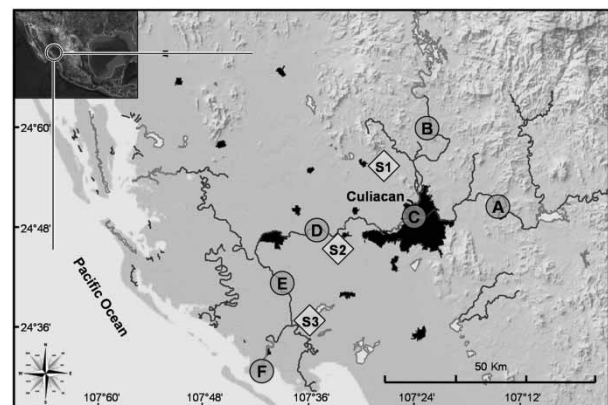 24°60'
B
S1
Culiacan
A
C
24°48'
D
S2
Pacific Ocean
E
24°36'
S3
F
50 Km
107°60'
107°48'
107°36'
107°24'
107°12'